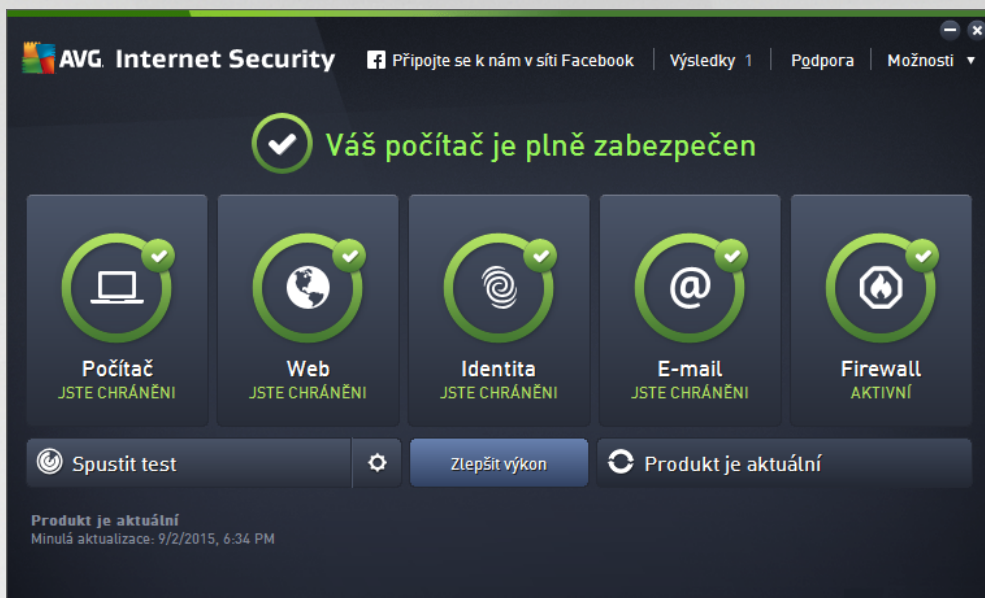 AVG. Internet Security
Připojte se k nám v síti Facebook
Výsledky 1
Podpora
Možnosti
Váš počítač je plně zabezpečen
Počítač
JSTE CHRÁNĚNI
Web
JSTE CHRÁNĚNI
Identita
JSTE CHRÁNĚNI
E-mail
JSTE CHRÁNĚNI
Firewall
AKTIVNÍ
Spustit test
Zlepšit výkon
Produkt je aktuální
Produkt je aktuální
Minulá aktualizace: 9/2/2015, 6:34 PM